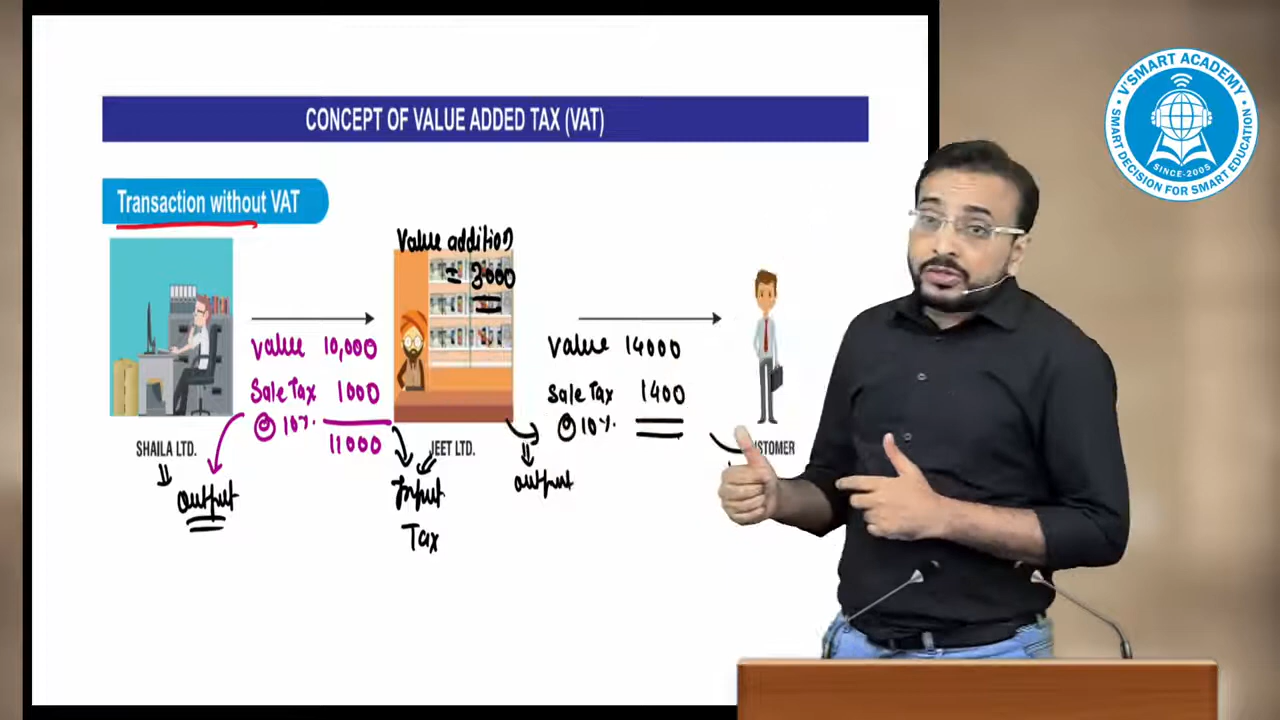 CONCEPT OF VALUE ADDED TAX (VAT)
V'SMART ACADEMY
SMART DECISION FOR SMART EDUCATION
SINCE-2005
Transaction without VAT
Value addition
= 3000
Value 10,000
Sale Tax 1000
@ 10%.
11000
Value 14000
Sale Tax 1400
@ 10%.
SHAILA LTD.
JEET LTD.
STOMER
output
Input
Tax
output